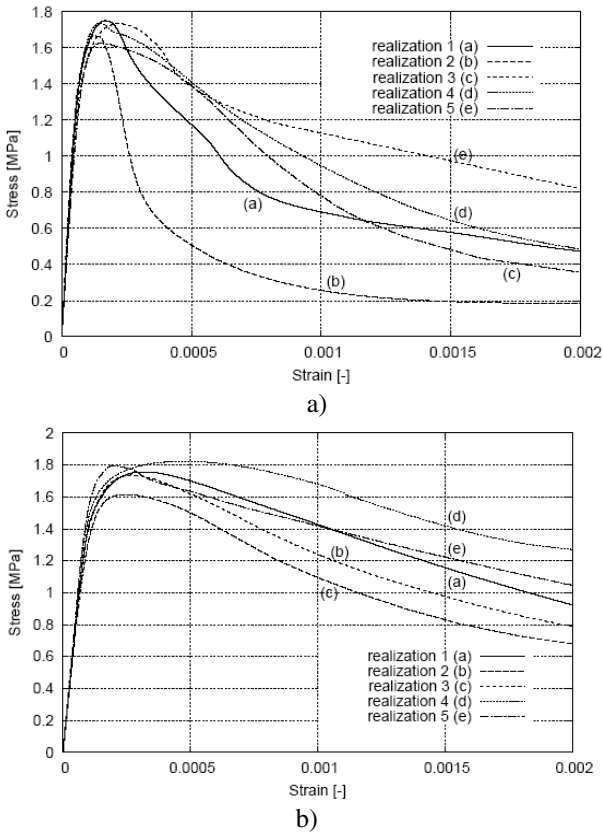 1.8
1.6
1.4
1.2
1
0.8
0.6
0.4
0.2
0
Stress [MPa]
realization 1 (a)
realization 2 (b)
realization 3 (c)
realization 4 (d)
realization 5 (e)
(e)
(a)
(d)
(b)
(c)
0 0.0005 0.001 0.0015 0.002
Strain [-]
a)
2
1.8
1.6
1.4
1.2
1
0.8
0.6
0.4
0.2
0
Stress [MPa]
(d)
(b)
(e)
(c)
(a)
realization 1 (a)
realization 2 (b)
realization 3 (c)
realization 4 (d)
realization 5 (e)
0 0.0005 0.001 0.0015 0.002
Strain [-]
b)